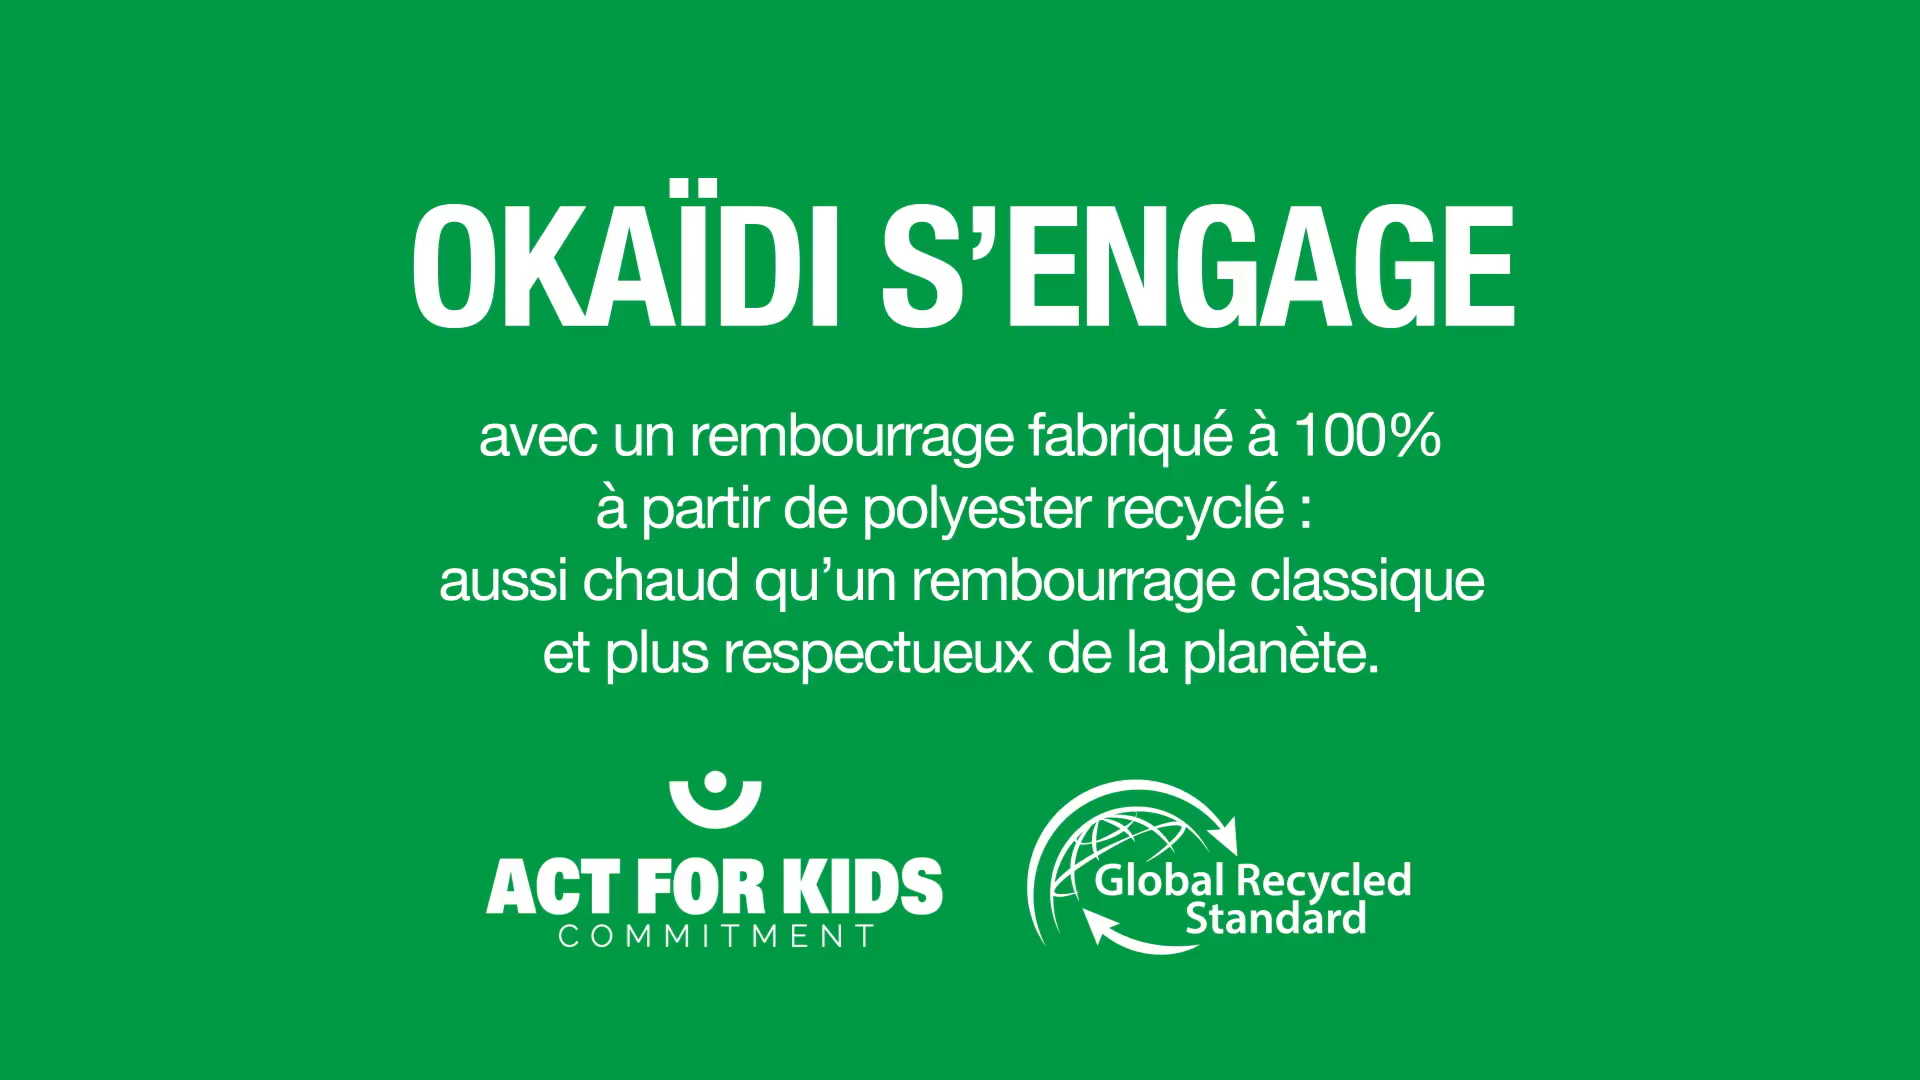 OKAÏDI S’ENGAGE
avec un rembourrage fabriqué à 100%
à partir de polyester recyclé :
aussi chaud qu’un rembourrage classique
et plus respectueux de la planète.
ACT FOR KIDS
COMMITMENT
Global Recycled
Standard